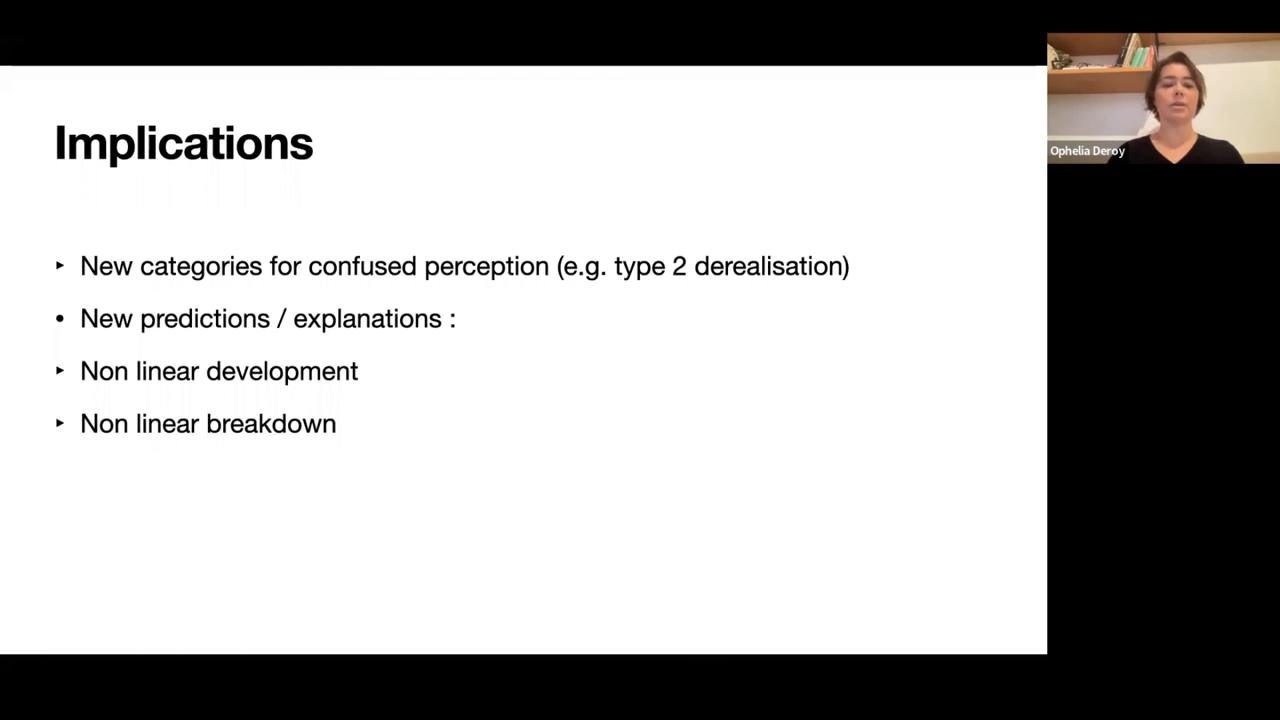 Implications
‣ New categories for confused perception (e.g. type 2 derealisation)
• New predictions / explanations :
‣ Non linear development
‣ Non linear breakdown
Ophelia Deroy